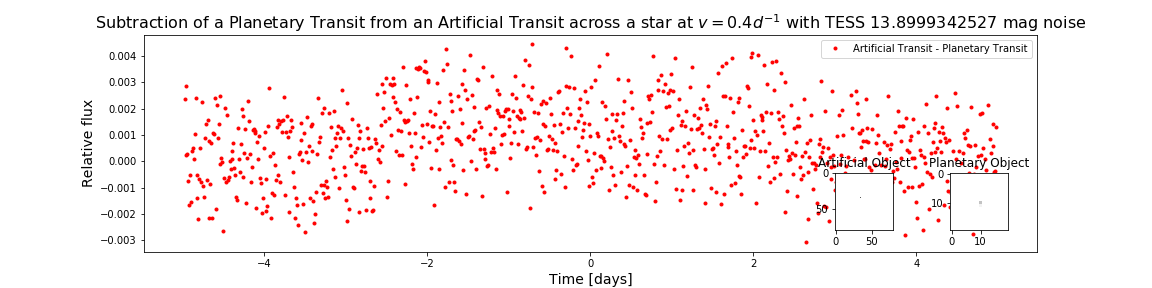 Subtraction of a Planetary Transit from an Artificial Transit across a star at v = 0.4d⁻¹ with TESS 13.8999342527 mag noise
Artificial Transit - Planetary Transit
Relative flux
0.004
0.003
0.002
0.001
0.000
−0.001
−0.002
−0.003
Artificial Object
0
50
0 50
Planetary Object
0
10
0 10
−4 −2 0 2 4
Time [days]